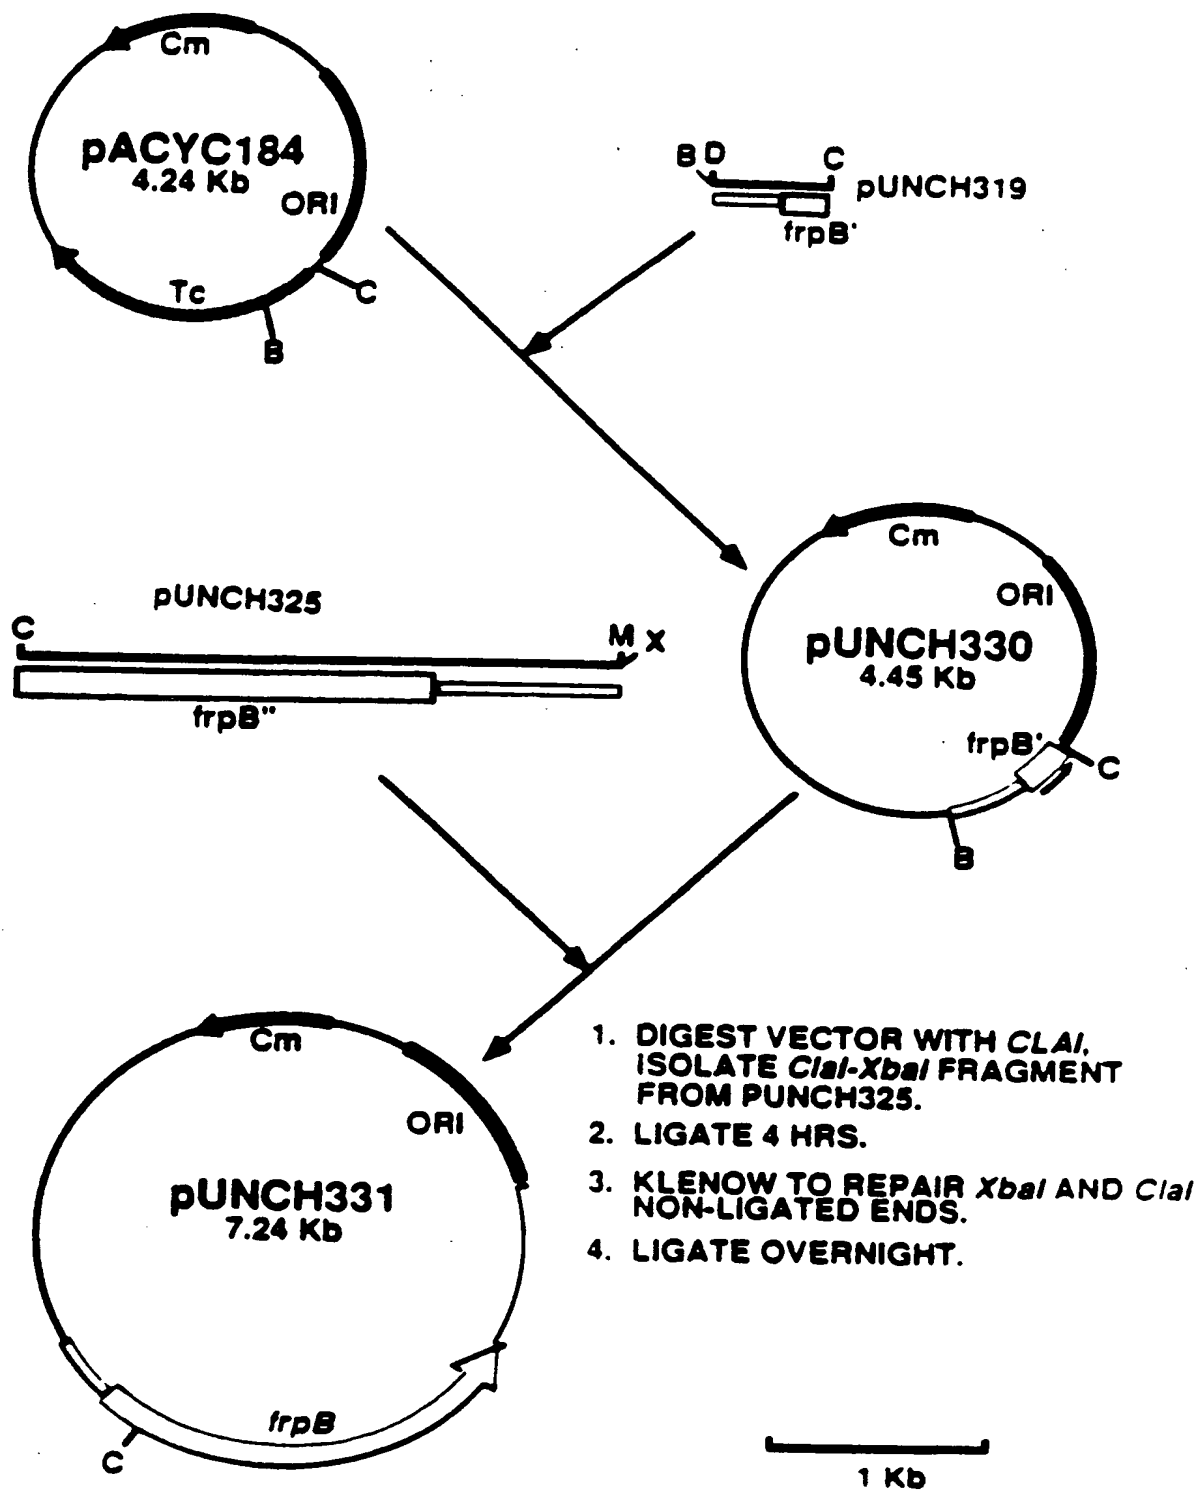 Cm
pACYC184
4.24 Kb
ORI
Tc
C
B
B D
C
pUNCH319
frpB'
pUNCH325
C
M X
frpB"
Cm
ORI
pUNCH330
4.45 Kb
frpB'
C
B
Cm
ORI
pUNCH331
7.24 Kb
frpB
C
1. DIGEST VECTOR WITH CLAI,
ISOLATE ClaI-XbaI FRAGMENT
FROM PUNCH325.
2. LIGATE 4 HRS.
3. KLENOW TO REPAIR XbaI AND ClaI
NON-LIGATED ENDS.
4. LIGATE OVERNIGHT.
1 Kb